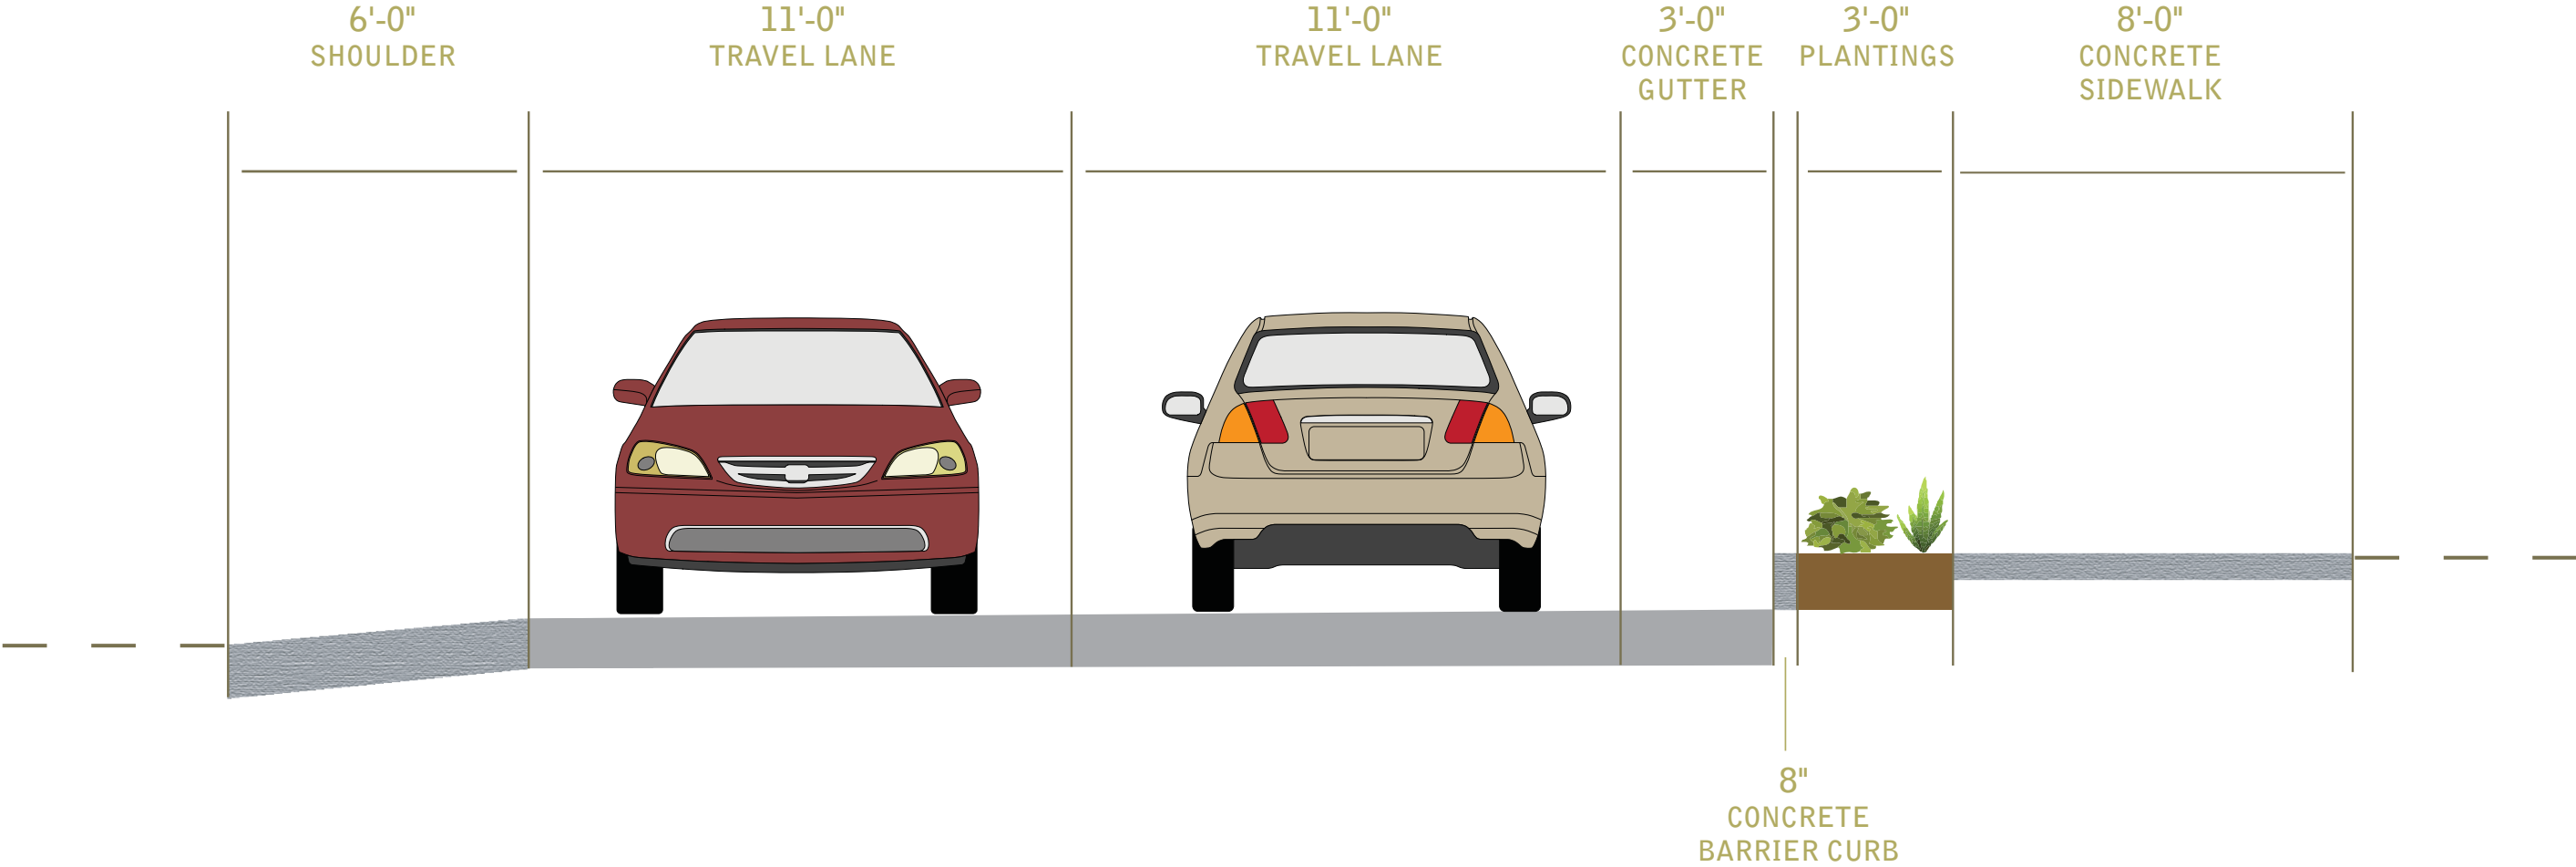 6'-0"
SHOULDER
11'-0"
TRAVEL LANE
11'-0"
TRAVEL LANE
3'-0"
CONCRETE
GUTTER
3'-0"
PLANTINGS
8'-0"
CONCRETE
SIDEWALK
8"
CONCRETE
BARRIER CURB